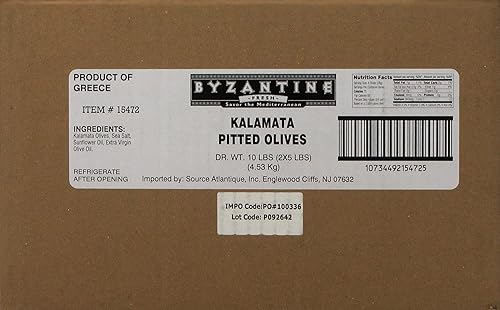 PRODUCT OF
GREECE
ITEM # 15472
INGREDIENTS:
Kalamata Olives, Sea Salt,
Sunflower Oil, Extra Virgin
Olive Oil.
REFRIGERATE
AFTER OPENING
BYZANTINE
FRESH
Savor the Mediterranean
KALAMATA
PITTED OLIVES
DR. WT. 10 LBS (2X5 LBS)
(4.53 Kg)
Imported by: Source Atlantique, Inc. Englewood Cliffs, NJ 07632
Nutrition Facts
10734492154725
IMPO Code:PO#100336
Lot Code: P092642